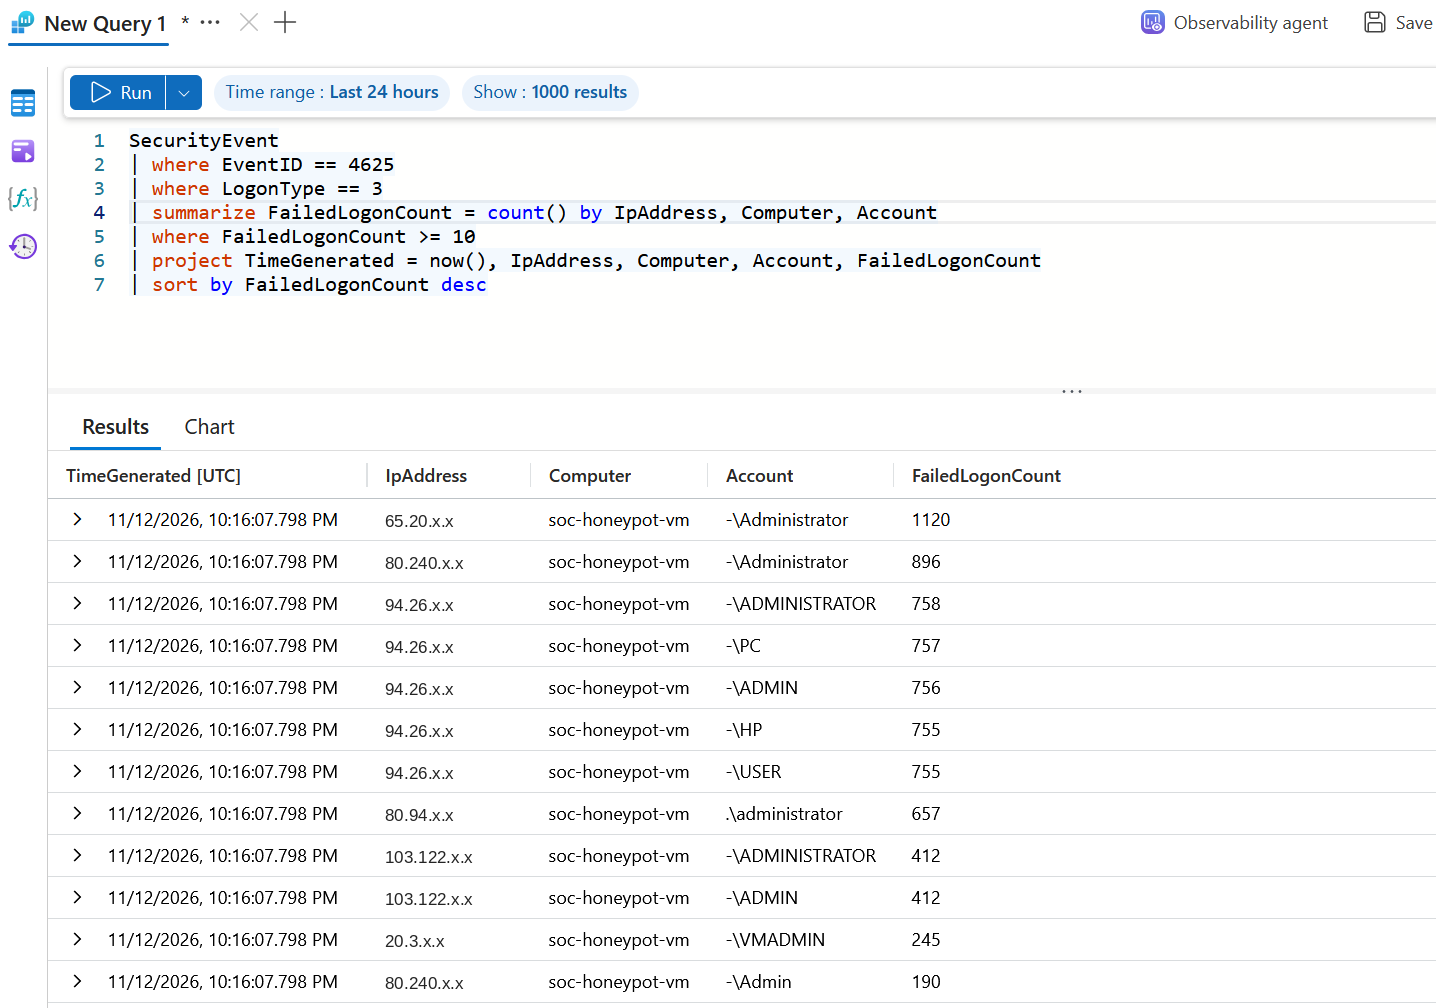 New Query 1 * ...
Observability agent Save
Run Time range : Last 24 hours Show : 1000 results
1 SecurityEvent
2 | where EventID == 4625
3 | where LogonType == 3
4 | summarize FailedLogonCount = count() by IpAddress, Computer, Account
5 | where FailedLogonCount >= 10
6 | project TimeGenerated = now(), IpAddress, Computer, Account, FailedLogonCount
7 | sort by FailedLogonCount desc
Results Chart
TimeGenerated [UTC] IpAddress Computer Account FailedLogonCount
11/12/2026, 10:16:07.798 PM 65.20.x.x soc-honeypot-vm -\Administrator 1120
11/12/2026, 10:16:07.798 PM 80.240.x.x soc-honeypot-vm -\Administrator 896
11/12/2026, 10:16:07.798 PM 94.26.x.x soc-honeypot-vm -\ADMINISTRATOR 758
11/12/2026, 10:16:07.798 PM 94.26.x.x soc-honeypot-vm -\PC 757
11/12/2026, 10:16:07.798 PM 94.26.x.x soc-honeypot-vm -\ADMIN 756
11/12/2026, 10:16:07.798 PM 94.26.x.x soc-honeypot-vm -\HP 755
11/12/2026, 10:16:07.798 PM 94.26.x.x soc-honeypot-vm -\USER 755
11/12/2026, 10:16:07.798 PM 80.94.x.x soc-honeypot-vm .\administrator 657
11/12/2026, 10:16:07.798 PM 103.122.x.x soc-honeypot-vm -\ADMINISTRATOR 412
11/12/2026, 10:16:07.798 PM 103.122.x.x soc-honeypot-vm -\ADMIN 412
11/12/2026, 10:16:07.798 PM 20.3.x.x soc-honeypot-vm -\VMADMIN 245
11/12/2026, 10:16:07.798 PM 80.240.x.x soc-honeypot-vm -\Admin 190